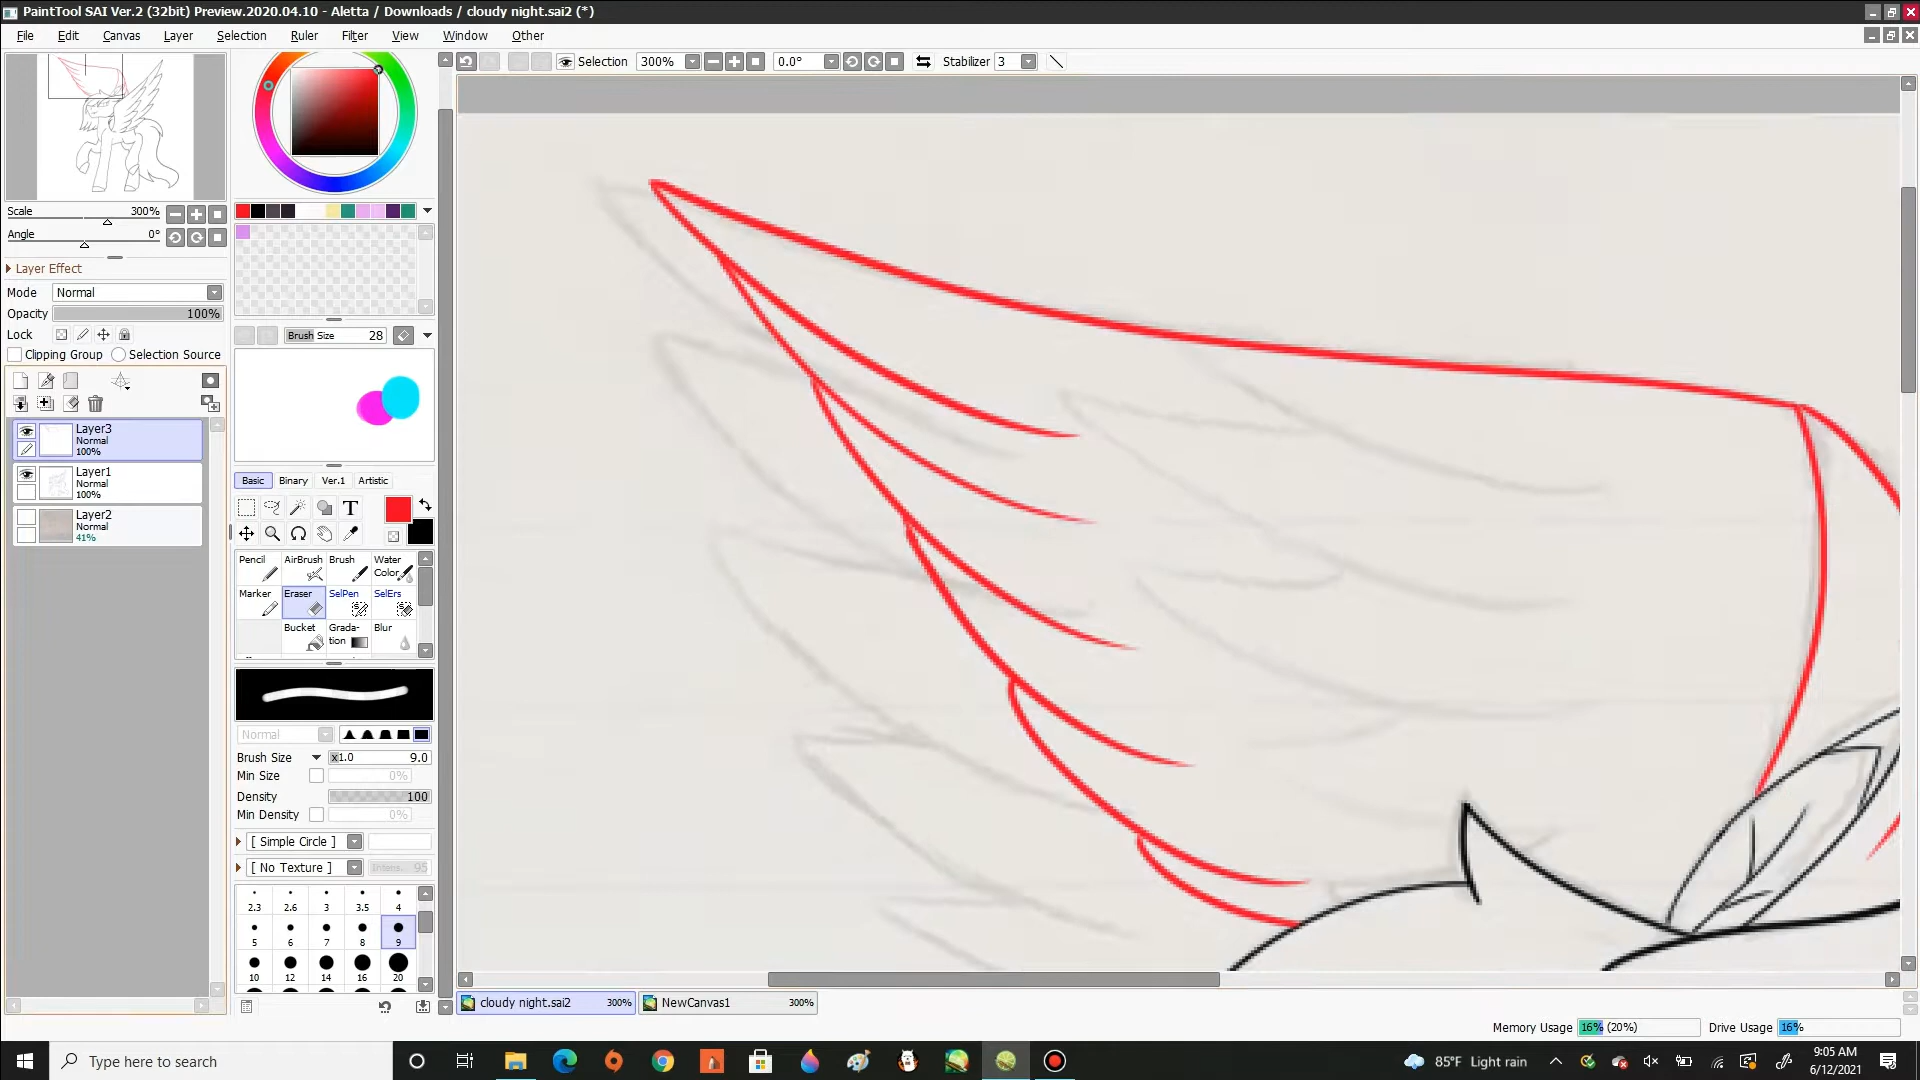 PaintTool SAI Ver.2 (32bit) Preview.2020.04.10 - Aletta / Downloads / cloudy night.sai2 (*)
File Edit Canvas Layer Selection Ruler Filter View Window Other
Selection 300% 0.0° Stabilizer 3
Scale 300%
Angle 0°
Layer Effect
Mode Normal
Opacity 100%
Lock
Clipping Group Selection Source
Layer3
Normal
100%
Layer1
Normal
100%
Layer2
Normal
41%
Brush Size 28
Basic Binary Ver.1 Artistic
T
Pencil AirBrush Brush Water Color
Marker Eraser SelPen SelErs
Bucket Grada- tion Blur
Normal
Brush Size x1.0 9.0
Min Size 0%
Density 100
Min Density 0%
[ Simple Circle ]
[ No Texture ] 95
2.3 2.6 3 3.5 4
5 6 7 8 9
10 12 14 16 20
cloudy night.sai2 300% NewCanvas1 300%
Memory Usage 16% (20%) Drive Usage 16%
Type here to search
85°F Light rain
9:05 AM
6/12/2021